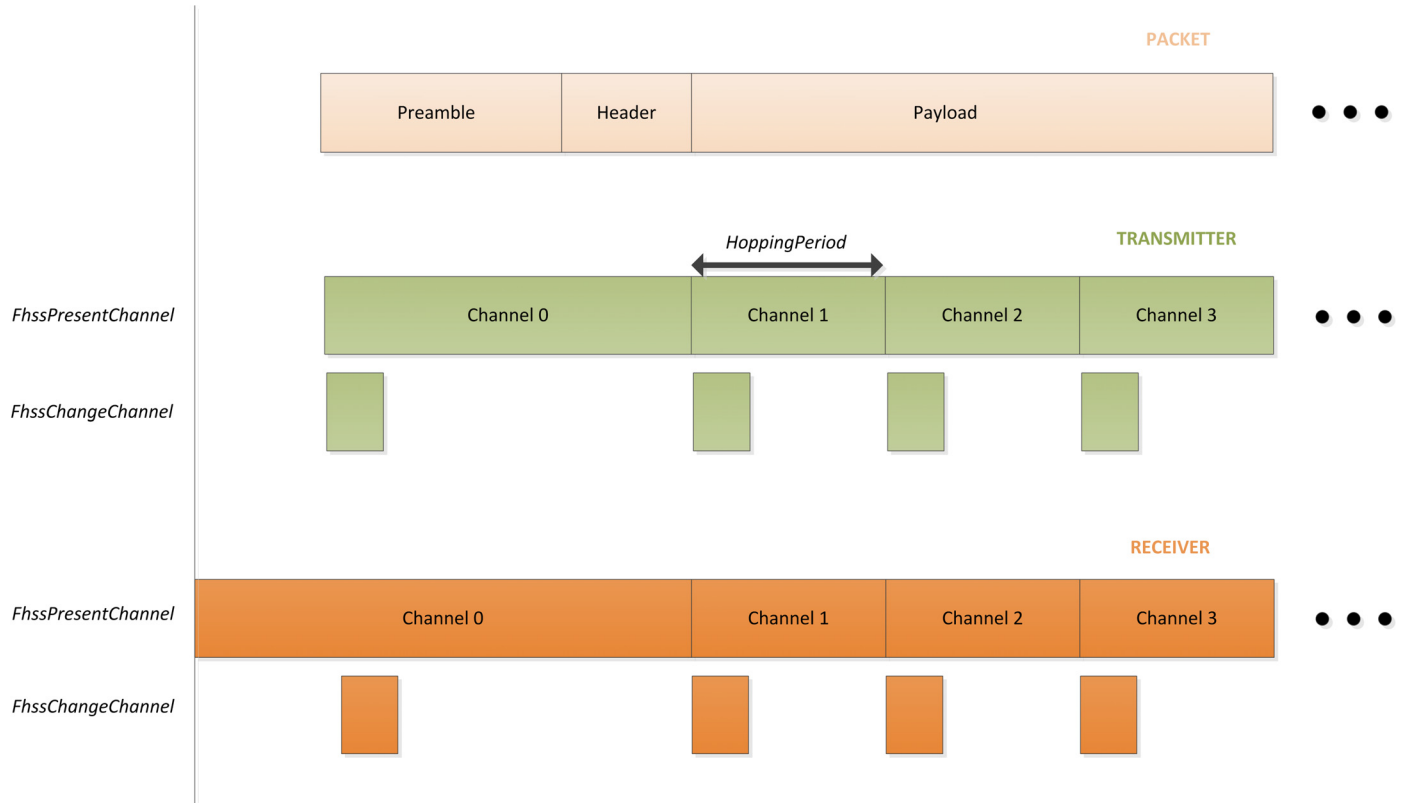 PACKET
Preamble
Header
Payload
HoppingPeriod
TRANSMITTER
FhssPresentChannel
Channel 0
Channel 1
Channel 2
Channel 3
FhssChangeChannel
RECEIVER
FhssPresentChannel
Channel 0
Channel 1
Channel 2
Channel 3
FhssChangeChannel